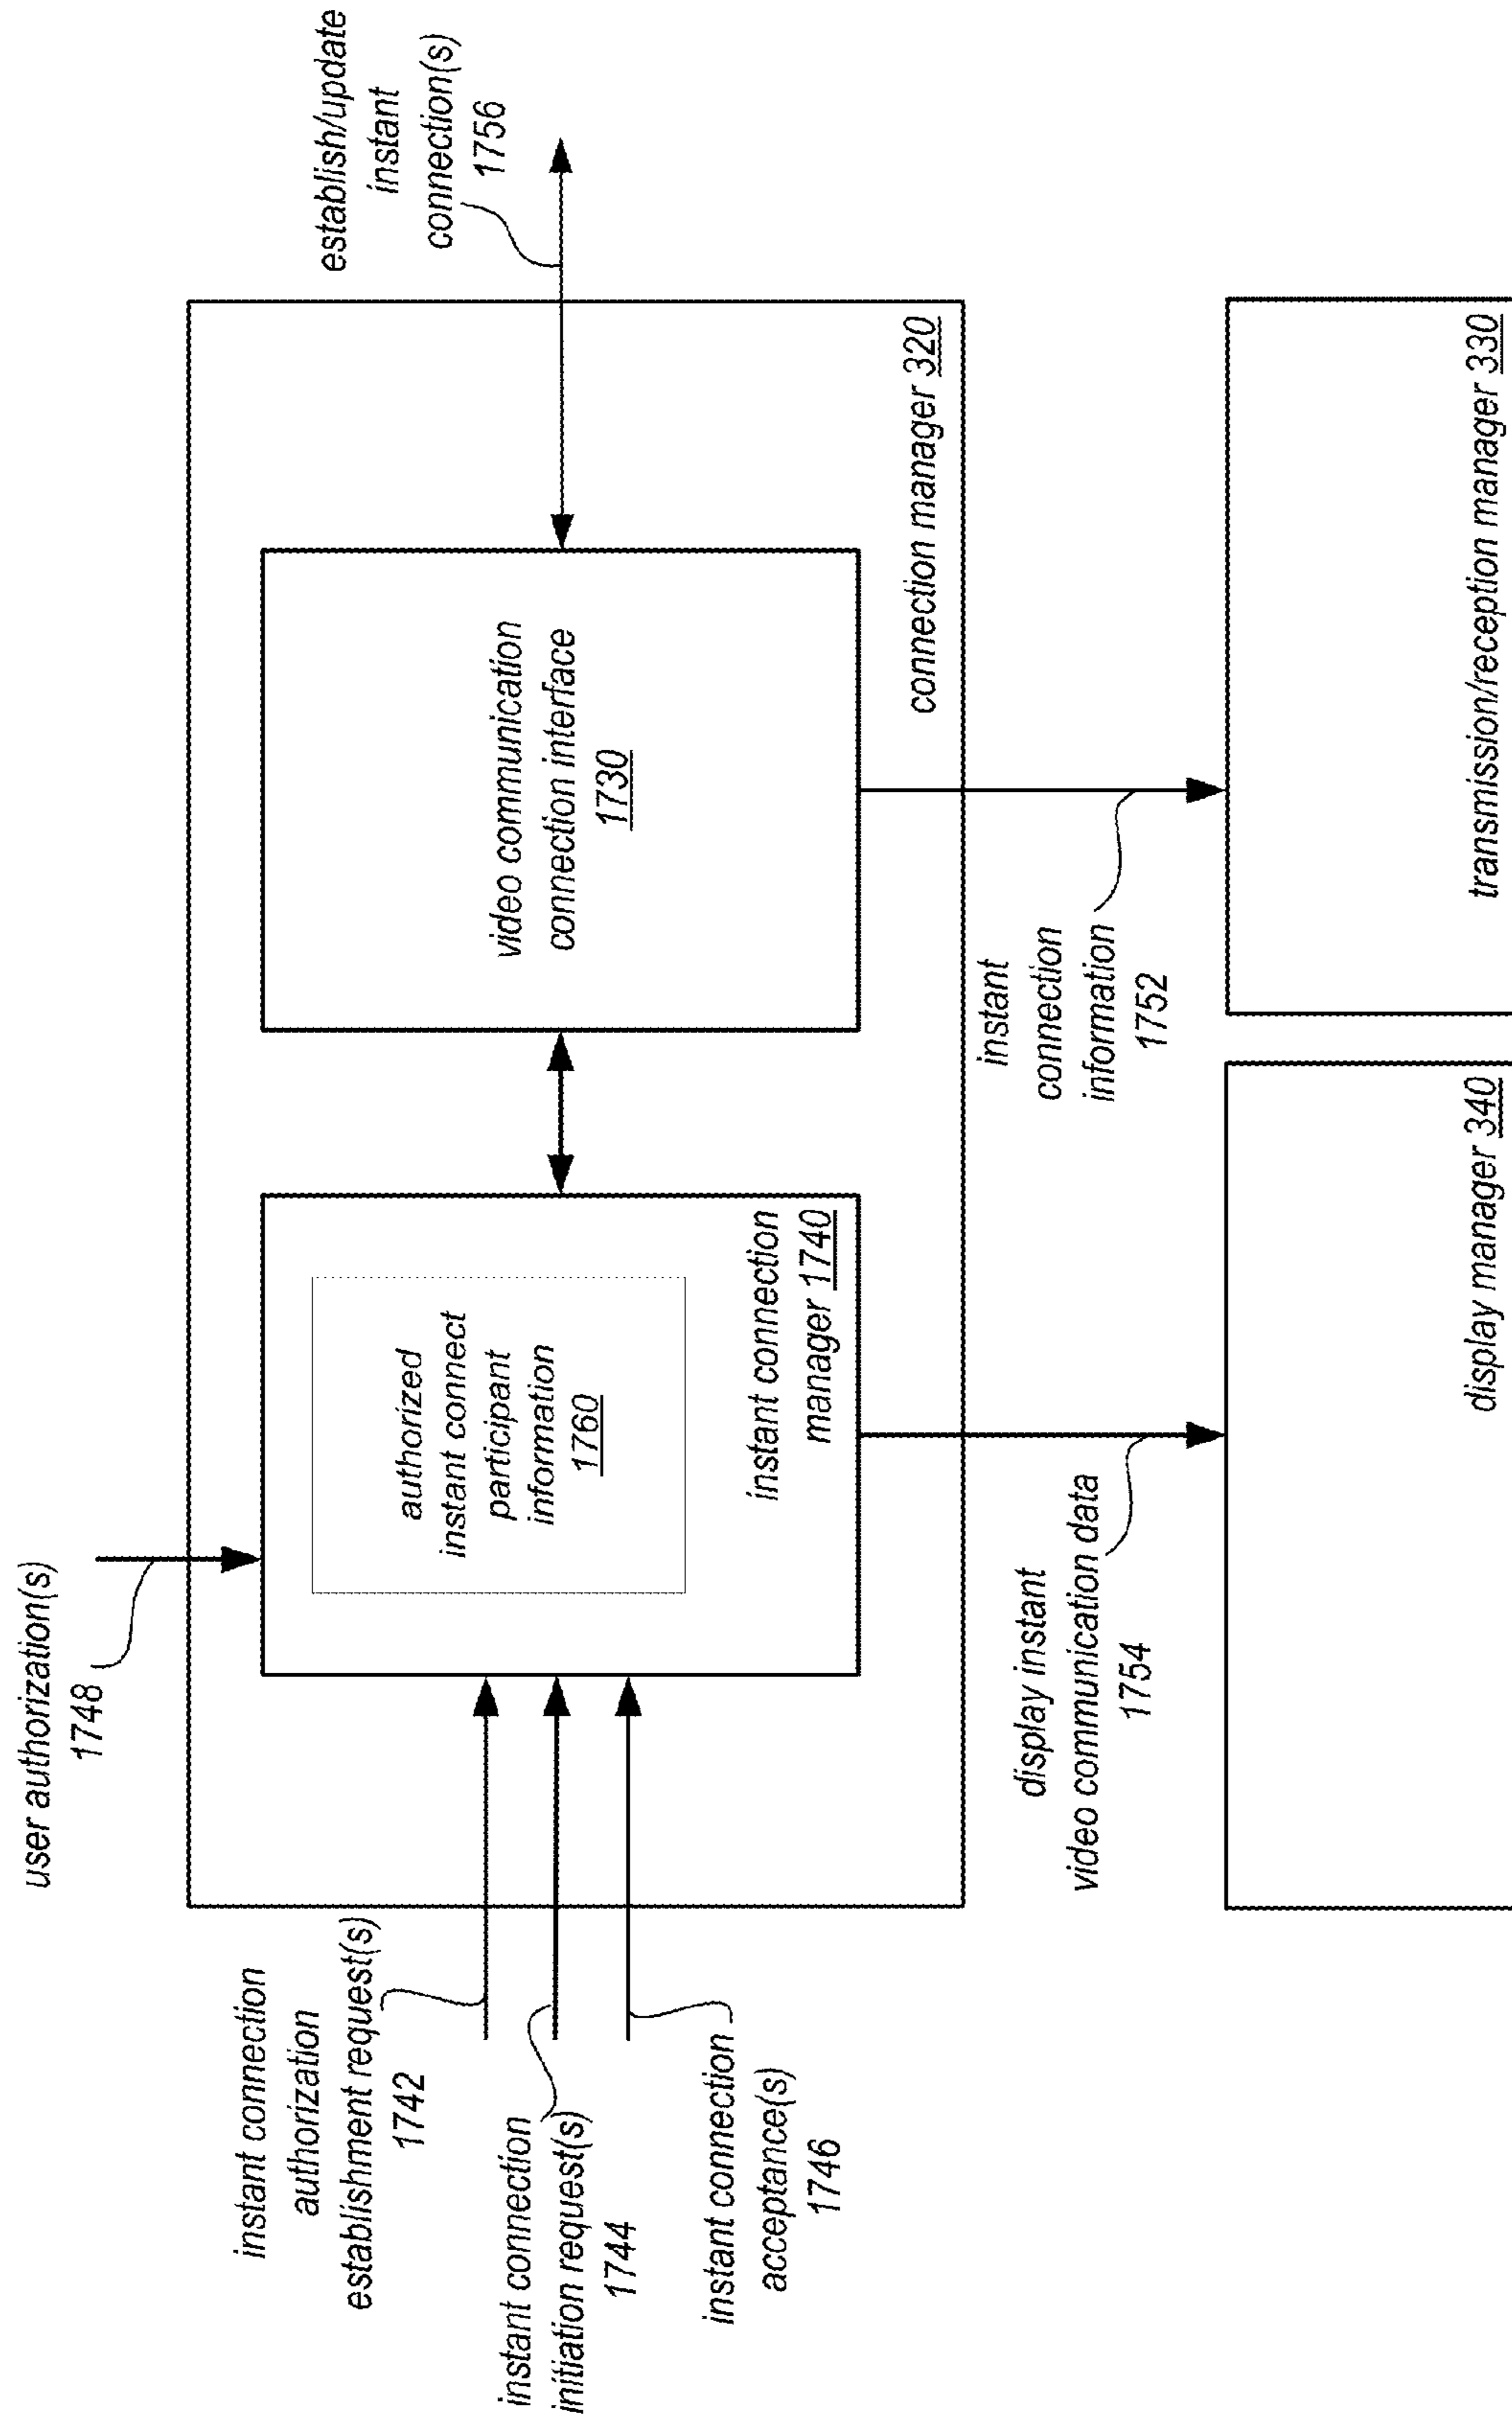 user authorization(s)
1748
establish/update
instant
connection(s)
1756
instant connection
authorization
establishment request(s)
1742
instant connection
initiation request(s)
1744
instant connection
acceptance(s)
1746
authorized
instant connect
participant
information
1760
instant connection
manager 1740
video communication
connection interface
1730
connection manager 320
display instant
video communication data
1754
instant
connection
information
1752
display manager 340
transmission/reception manager 330